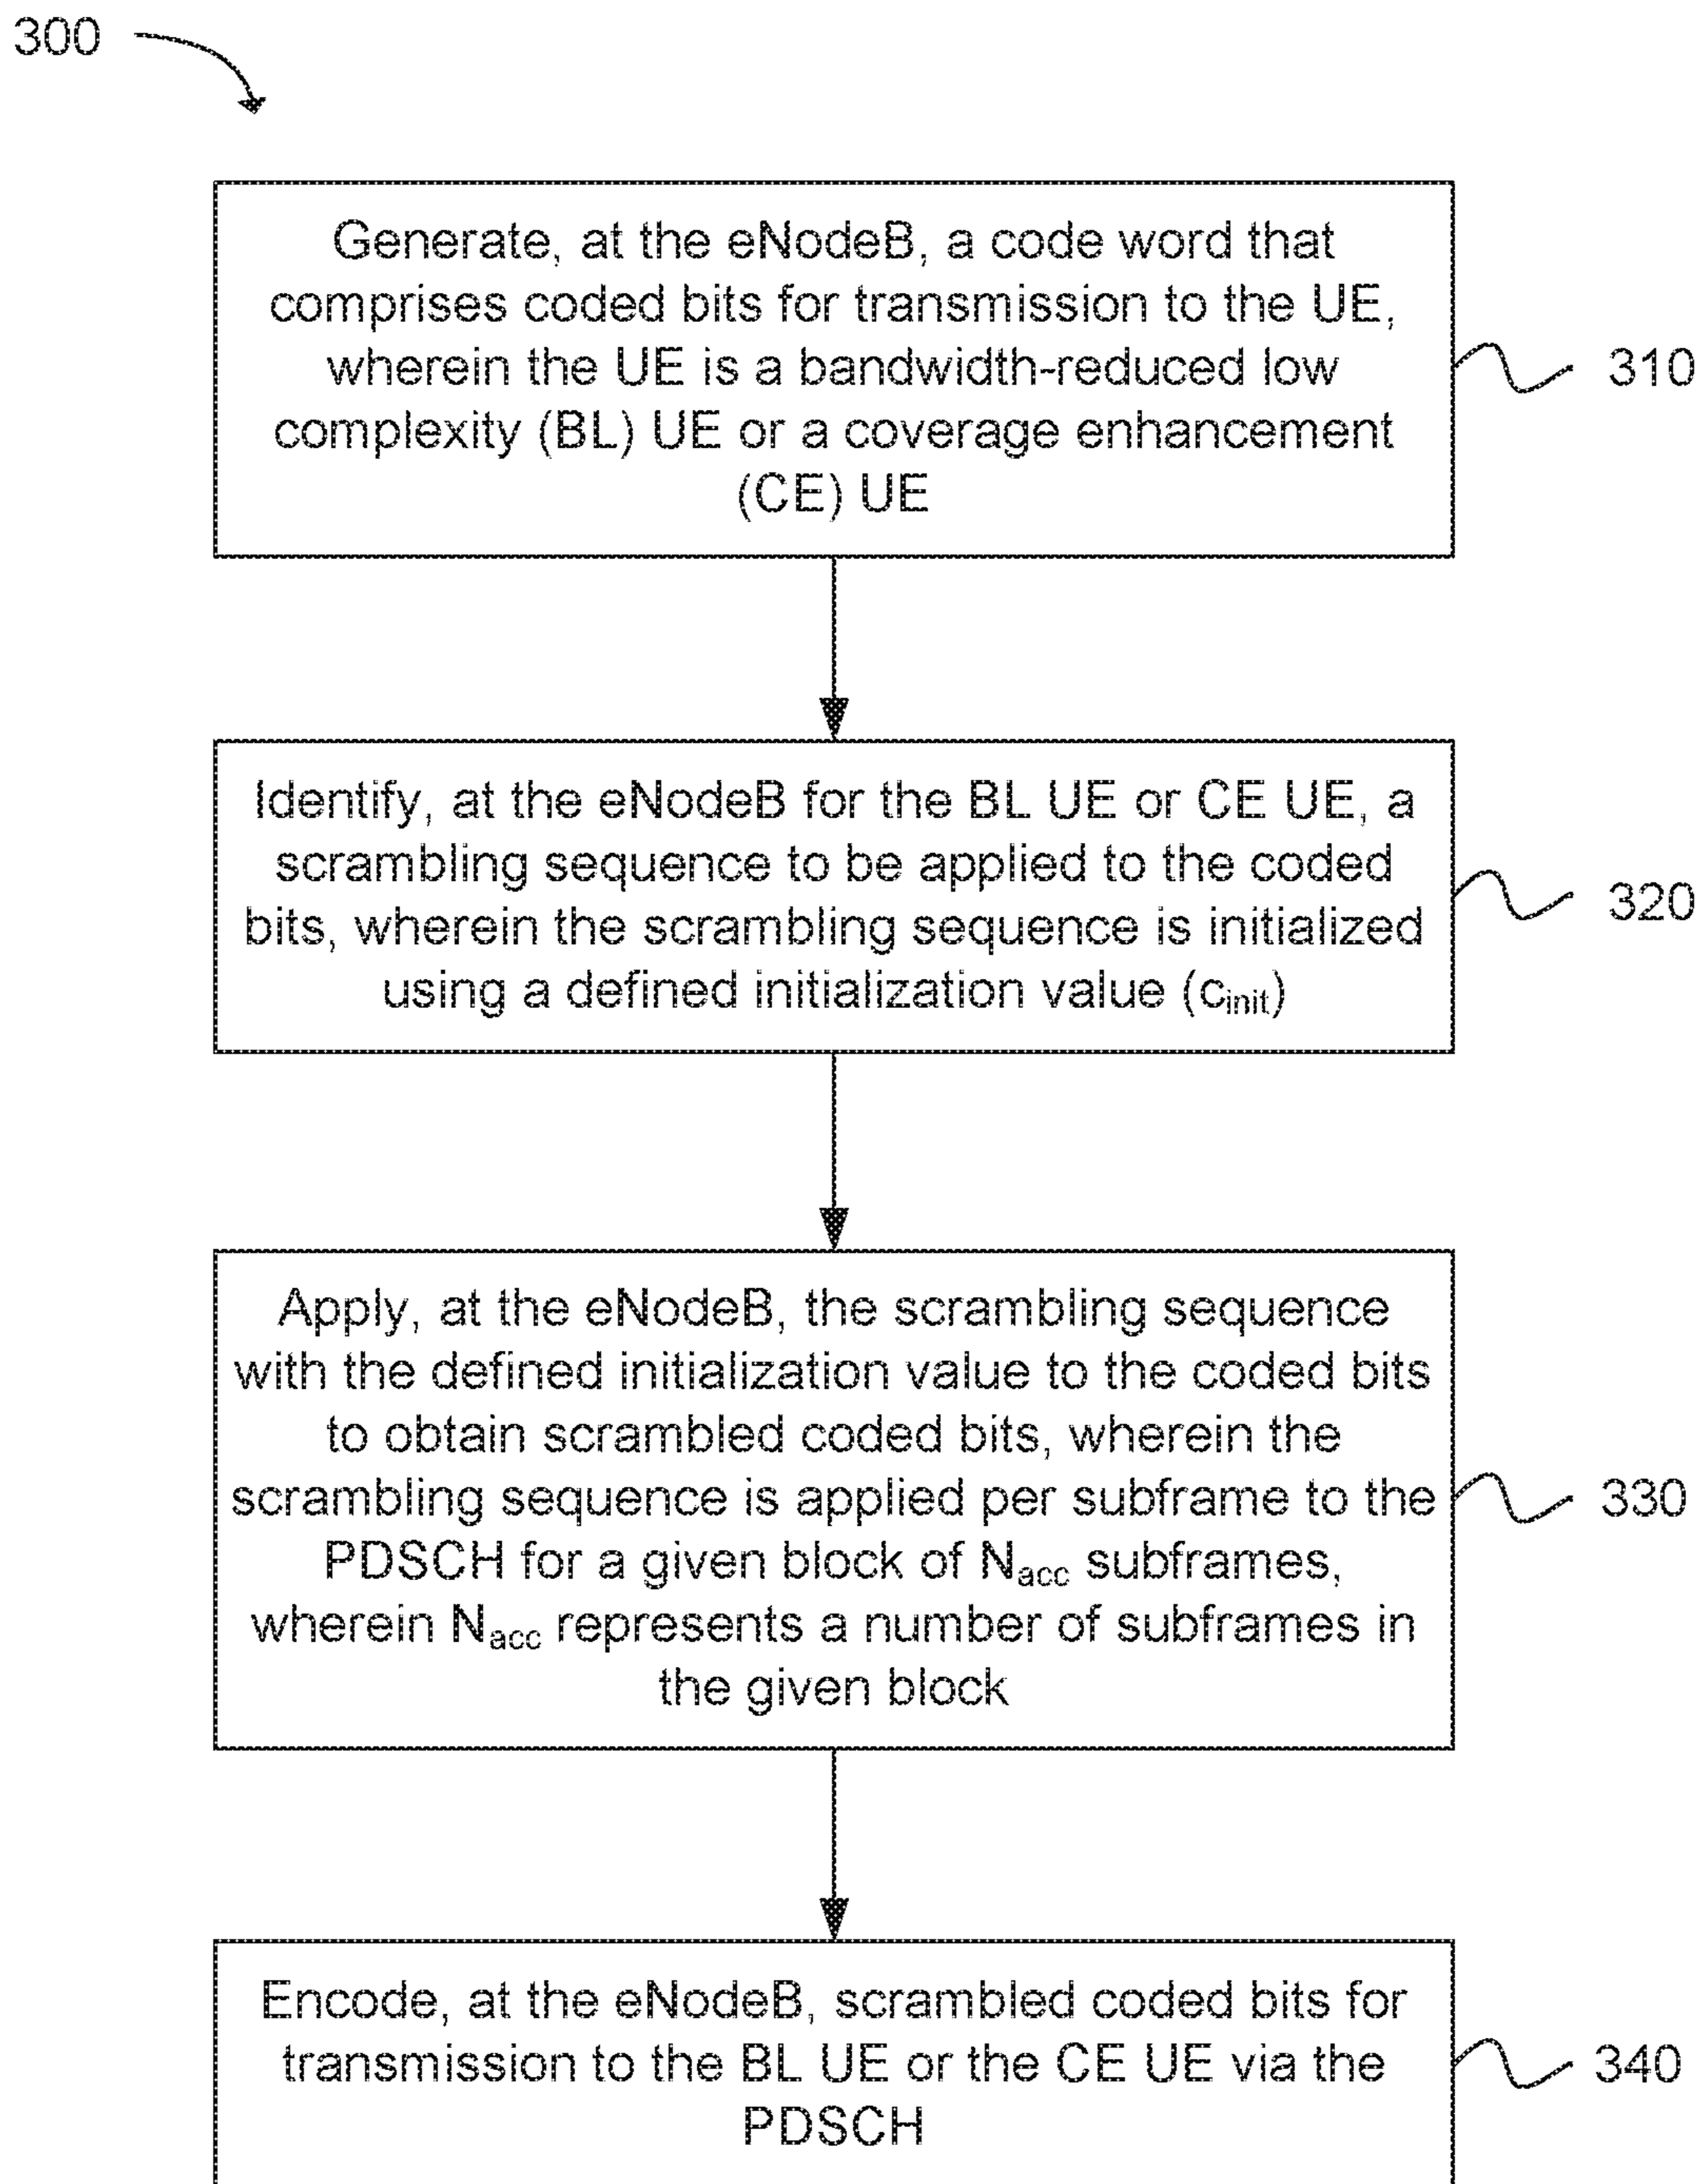 300
Generate, at the eNodeB, a code word that
comprises coded bits for transmission to the UE,
wherein the UE is a bandwidth-reduced low
complexity (BL) UE or a coverage enhancement
(CE) UE
310
Identify, at the eNodeB for the BL UE or CE UE, a
scrambling sequence to be applied to the coded
bits, wherein the scrambling sequence is initialized
using a defined initialization value (c_init)
320
Apply, at the eNodeB, the scrambling sequence
with the defined initialization value to the coded bits
to obtain scrambled coded bits, wherein the
scrambling sequence is applied per subframe to the
PDSCH for a given block of N_acc subframes,
wherein N_acc represents a number of subframes in
the given block
330
Encode, at the eNodeB, scrambled coded bits for
transmission to the BL UE or the CE UE via the
PDSCH
340